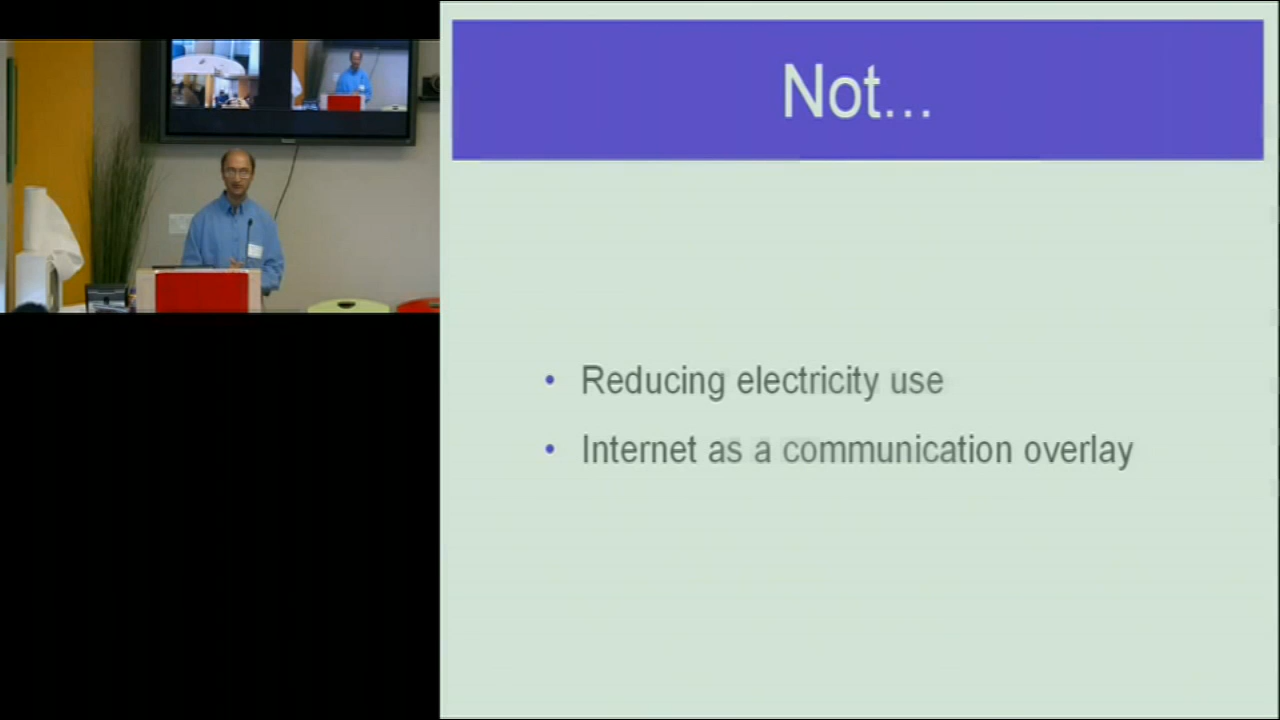 Not...
• Reducing electricity use
• Internet as a communication overlay